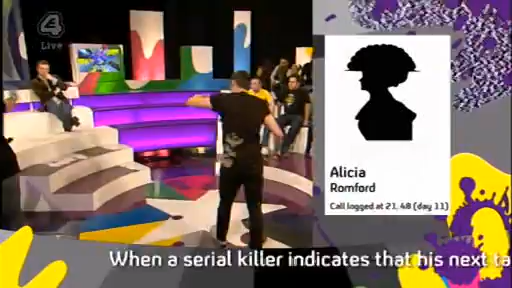 4
Live
Alicia
Romford
Call logged at 21, 48 (day 11)
When a serial killer indicates that his next ta